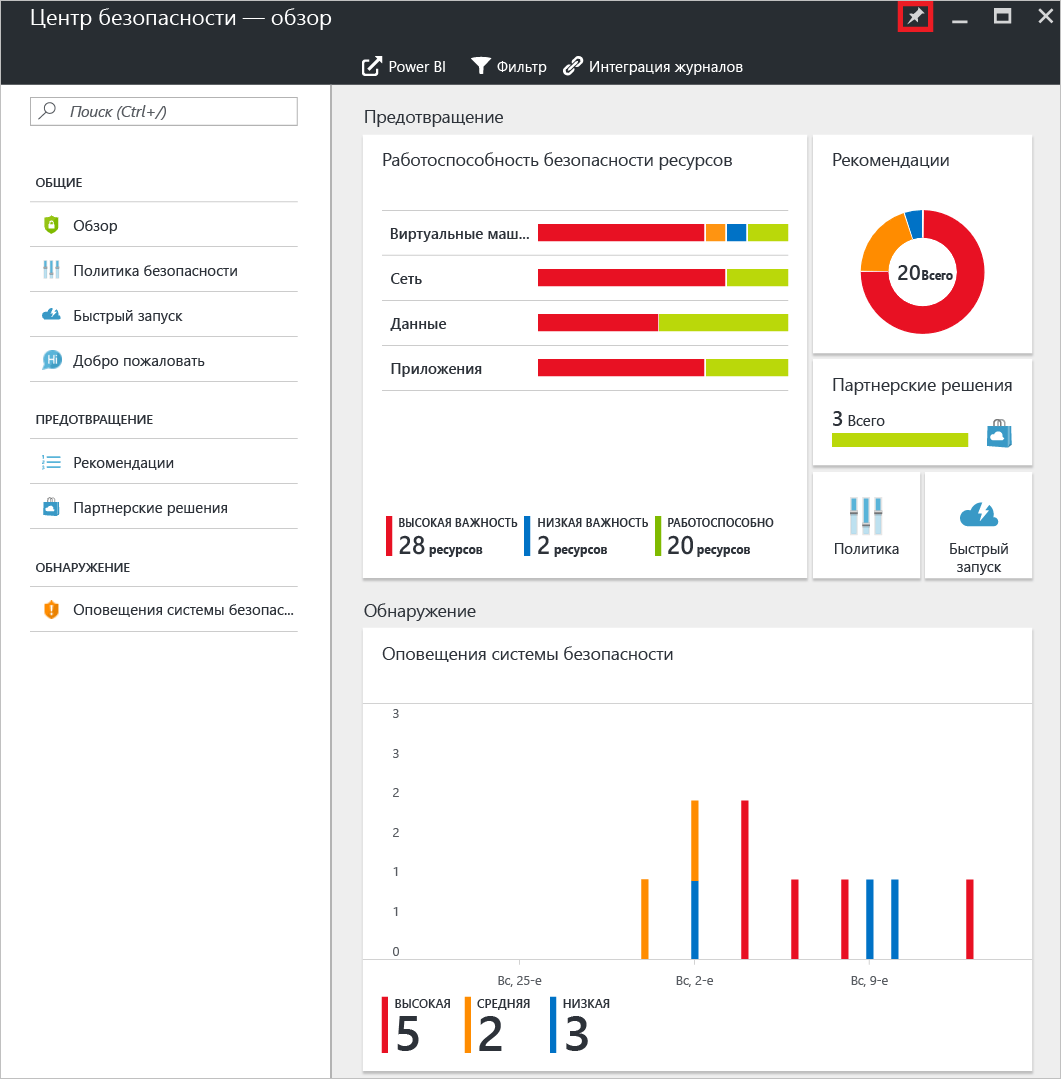 Центр безопасности — обзор
Power BI
Фильтр
Интеграция журналов
Поиск (Ctrl+/)
ОБЩИЕ
Обзор
Политика безопасности
Быстрый запуск
Hi
Добро пожаловать
ПРЕДОТВРАЩЕНИЕ
Рекомендации
Партнерские решения
ОБНАРУЖЕНИЕ
Оповещения системы безопас...
Предотвращение
Работоспособность безопасности ресурсов
Виртуальные маш...
Сеть
Данные
Приложения
ВЫСОКАЯ ВАЖНОСТЬ
28 ресурсов
НИЗКАЯ ВАЖНОСТЬ
2 ресурсов
РАБОТОСПОСОБНО
20 ресурсов
Рекомендации
20 Всего
Партнерские решения
3 Всего
Политика
Быстрый
запуск
Обнаружение
Оповещения системы безопасности
3
3
2
2
1
1
0
Вс, 25-е
Вс, 2-е
Вс, 9-е
ВЫСОКАЯ
5
СРЕДНЯЯ
2
НИЗКАЯ
3